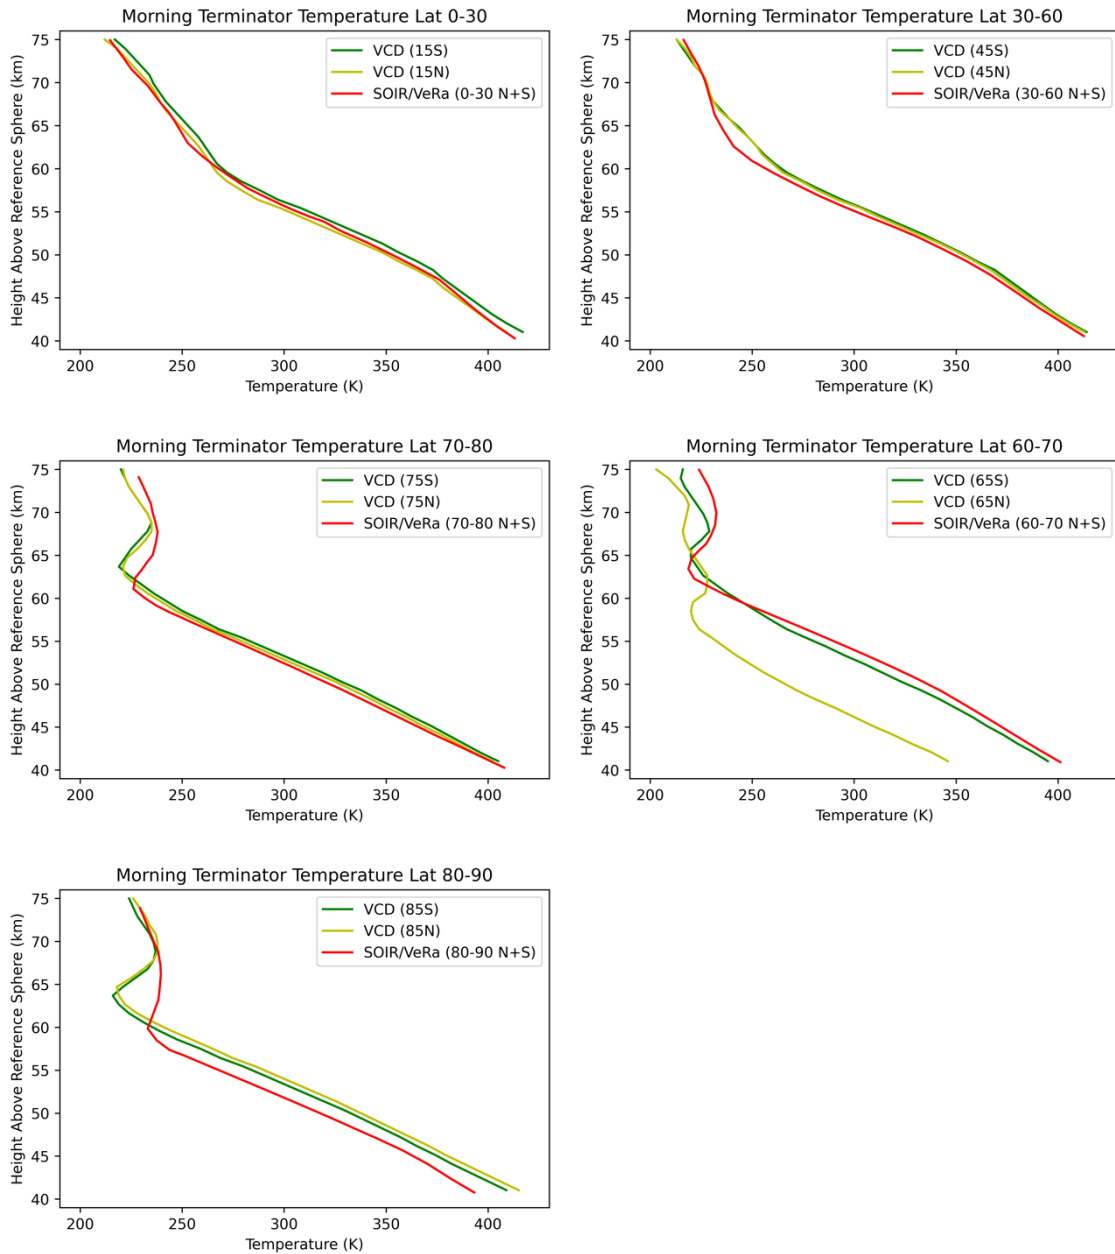 Morning Terminator Temperature Lat 0-30
Height Above Reference Sphere (km)
75
70
65
60
55
50
45
40
VCD (15S)
VCD (15N)
SOIR/VeRa (0-30 N+S)
200 250 300 350 400
Temperature (K)
Morning Terminator Temperature Lat 30-60
Height Above Reference Sphere (km)
75
70
65
60
55
50
45
40
VCD (45S)
VCD (45N)
SOIR/VeRa (30-60 N+S)
200 250 300 350 400
Temperature (K)
Morning Terminator Temperature Lat 70-80
Height Above Reference Sphere (km)
75
70
65
60
55
50
45
40
VCD (75S)
VCD (75N)
SOIR/VeRa (70-80 N+S)
200 250 300 350 400
Temperature (K)
Morning Terminator Temperature Lat 60-70
Height Above Reference Sphere (km)
75
70
65
60
55
50
45
40
VCD (65S)
VCD (65N)
SOIR/VeRa (60-70 N+S)
200 250 300 350 400
Temperature (K)
Morning Terminator Temperature Lat 80-90
Height Above Reference Sphere (km)
75
70
65
60
55
50
45
40
VCD (85S)
VCD (85N)
SOIR/VeRa (80-90 N+S)
200 250 300 350 400
Temperature (K)